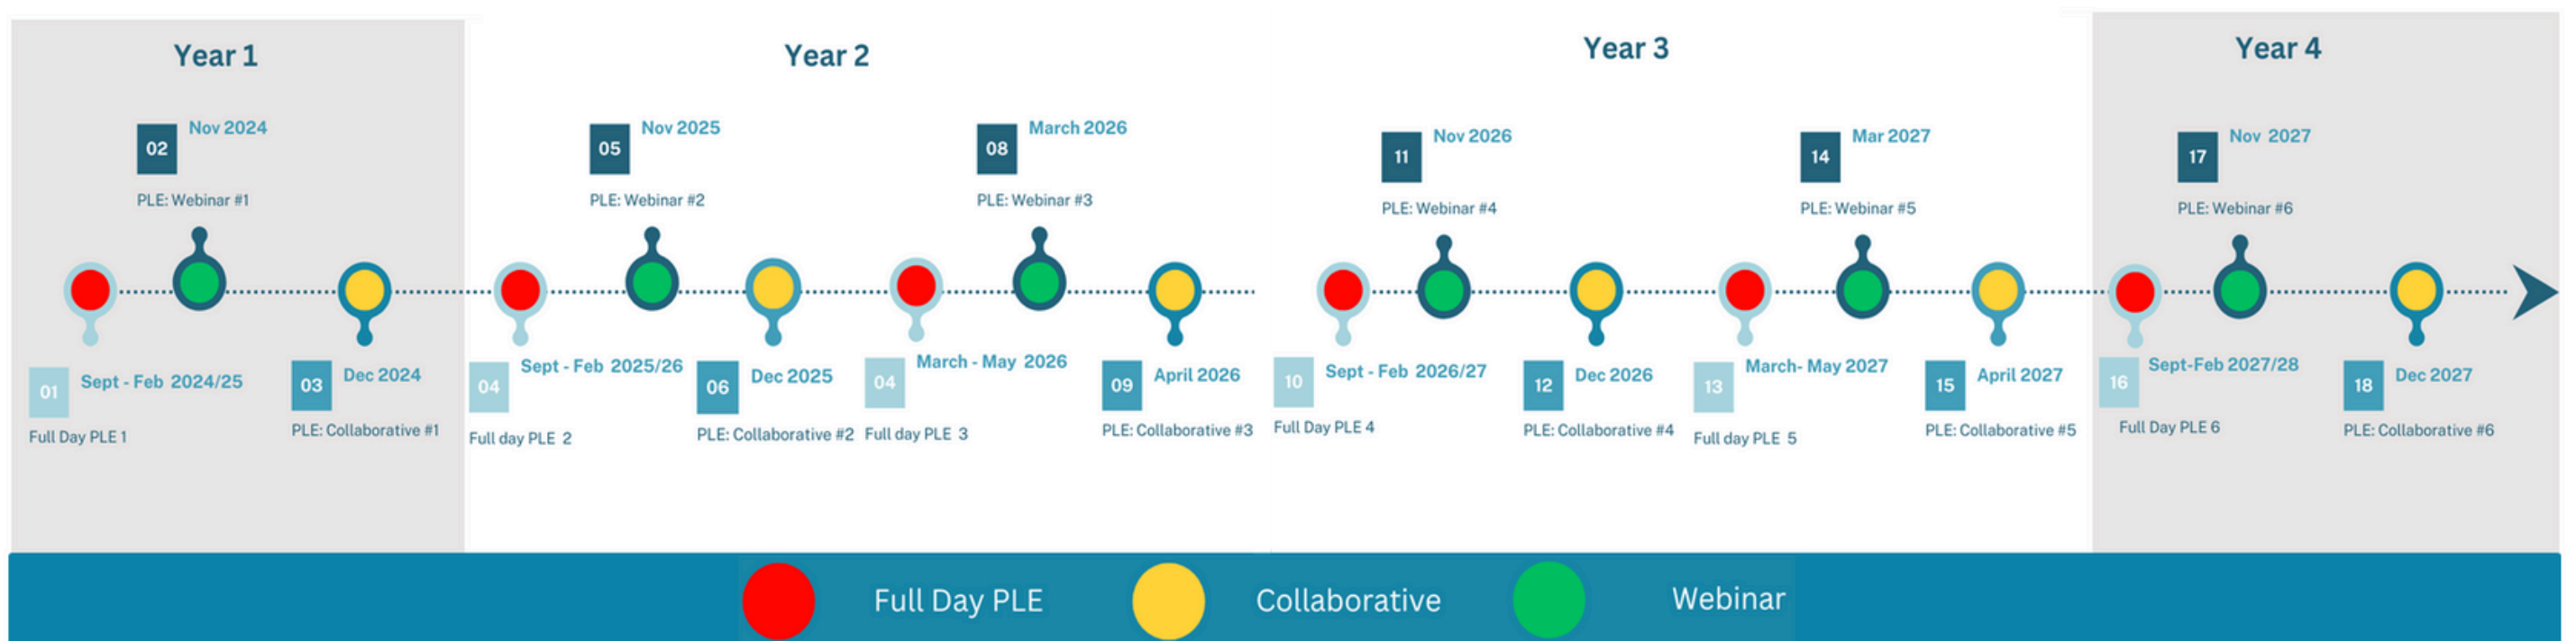 Year 1
Year 2
Year 3
Year 4
02
Nov 2024
PLE: Webinar #1
05
Nov 2025
PLE: Webinar #2
08
March 2026
PLE: Webinar #3
11
Nov 2026
PLE: Webinar #4
14
Mar 2027
PLE: Webinar #5
17
Nov 2027
PLE: Webinar #6
01
Sept - Feb 2024/25
Full Day PLE 1
03
Dec 2024
PLE: Collaborative #1
04
Sept - Feb 2025/26
Full day PLE 2
06
Dec 2025
PLE: Collaborative #2
04
March - May 2026
Full day PLE 3
09
April 2026
PLE: Collaborative #3
10
Sept - Feb 2026/27
Full Day PLE 4
12
Dec 2026
PLE: Collaborative #4
13
March- May 2027
Full day PLE 5
15
April 2027
PLE: Collaborative #5
16
Sept-Feb 2027/28
Full Day PLE 6
18
Dec 2027
PLE: Collaborative #6
Full Day PLE
Collaborative
Webinar